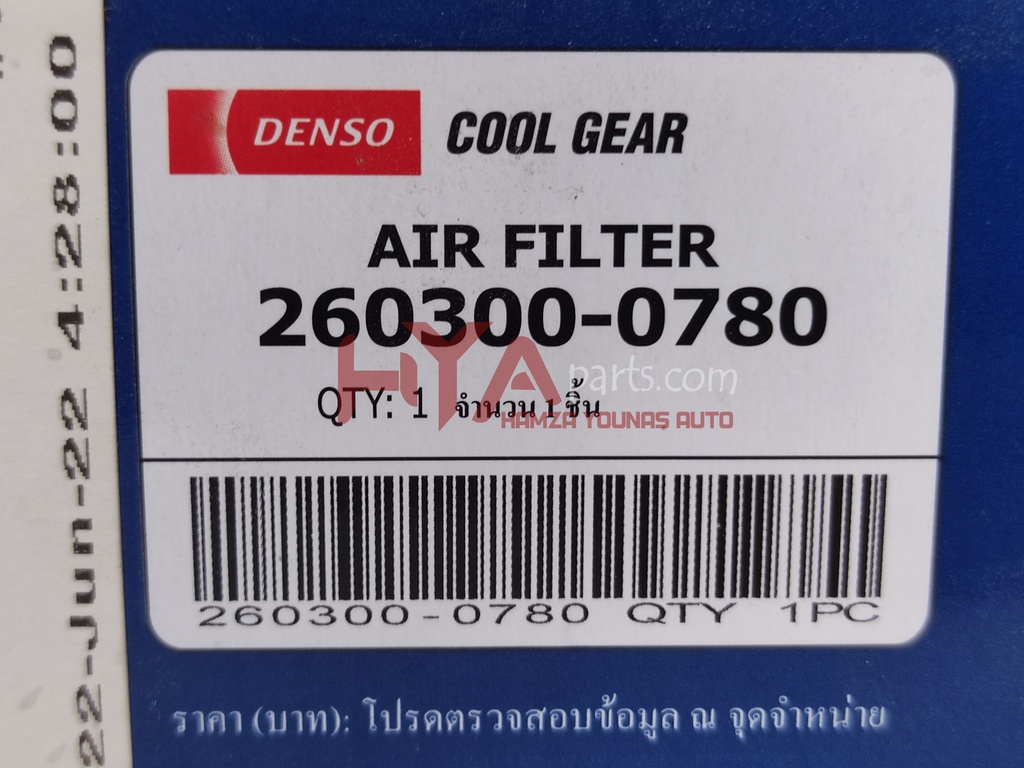 22-Jun-22 4:28:00
DENSO COOL GEAR
AIR FILTER
260300-0780
HYA parts.com
QTY: 1 จำนวน 1 ชิ้น
HAMZA YOUNAS AUTO
260300-0780 QTY 1PC
ราคา (บาท): โปรดตรวจสอบข้อมูล ณ จุดจำหน่าย